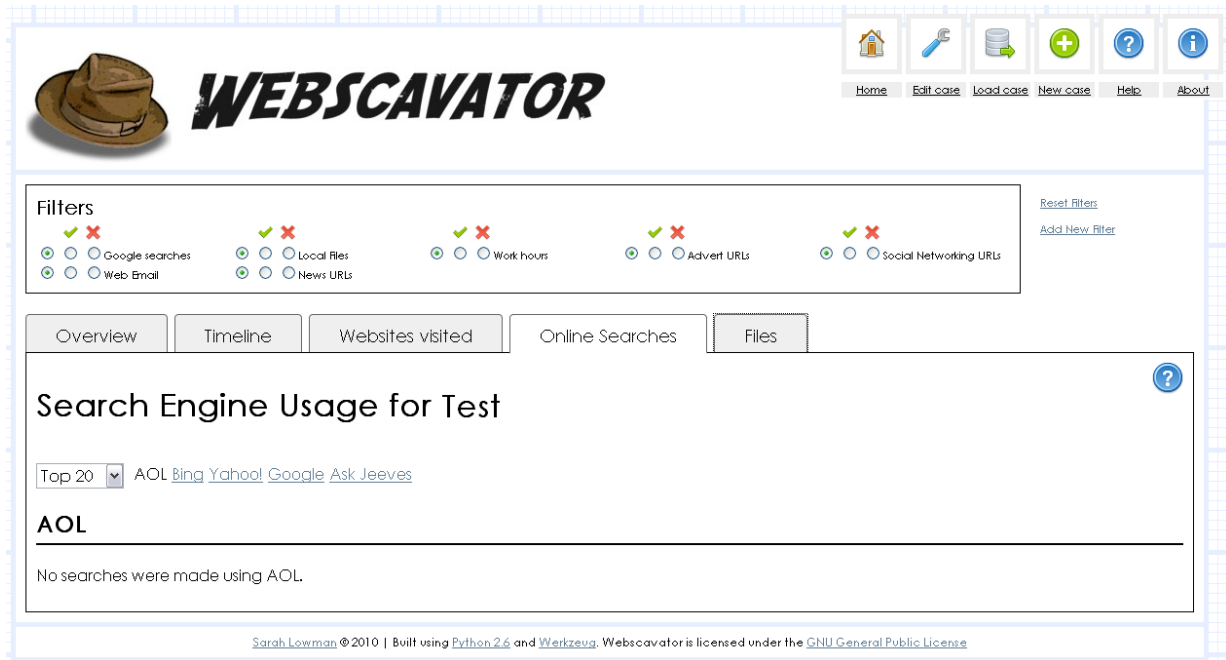 WEBSCAVATOR
Home Edit case Load case New case Help About
Filters
Google searches Local Files Work hours Advert URLs Social Networking URLs
Web Email News URLs
Reset Filters
Add New Filter
Overview Timeline Websites visited Online Searches Files
Search Engine Usage for Test
Top 20 AOL Bing Yahoo! Google Ask Jeeves
AOL
No searches were made using AOL.
Sarah Lowman © 2010 | Built using Python 2.6 and Werkzeug. Webscavator is licensed under the GNU General Public License